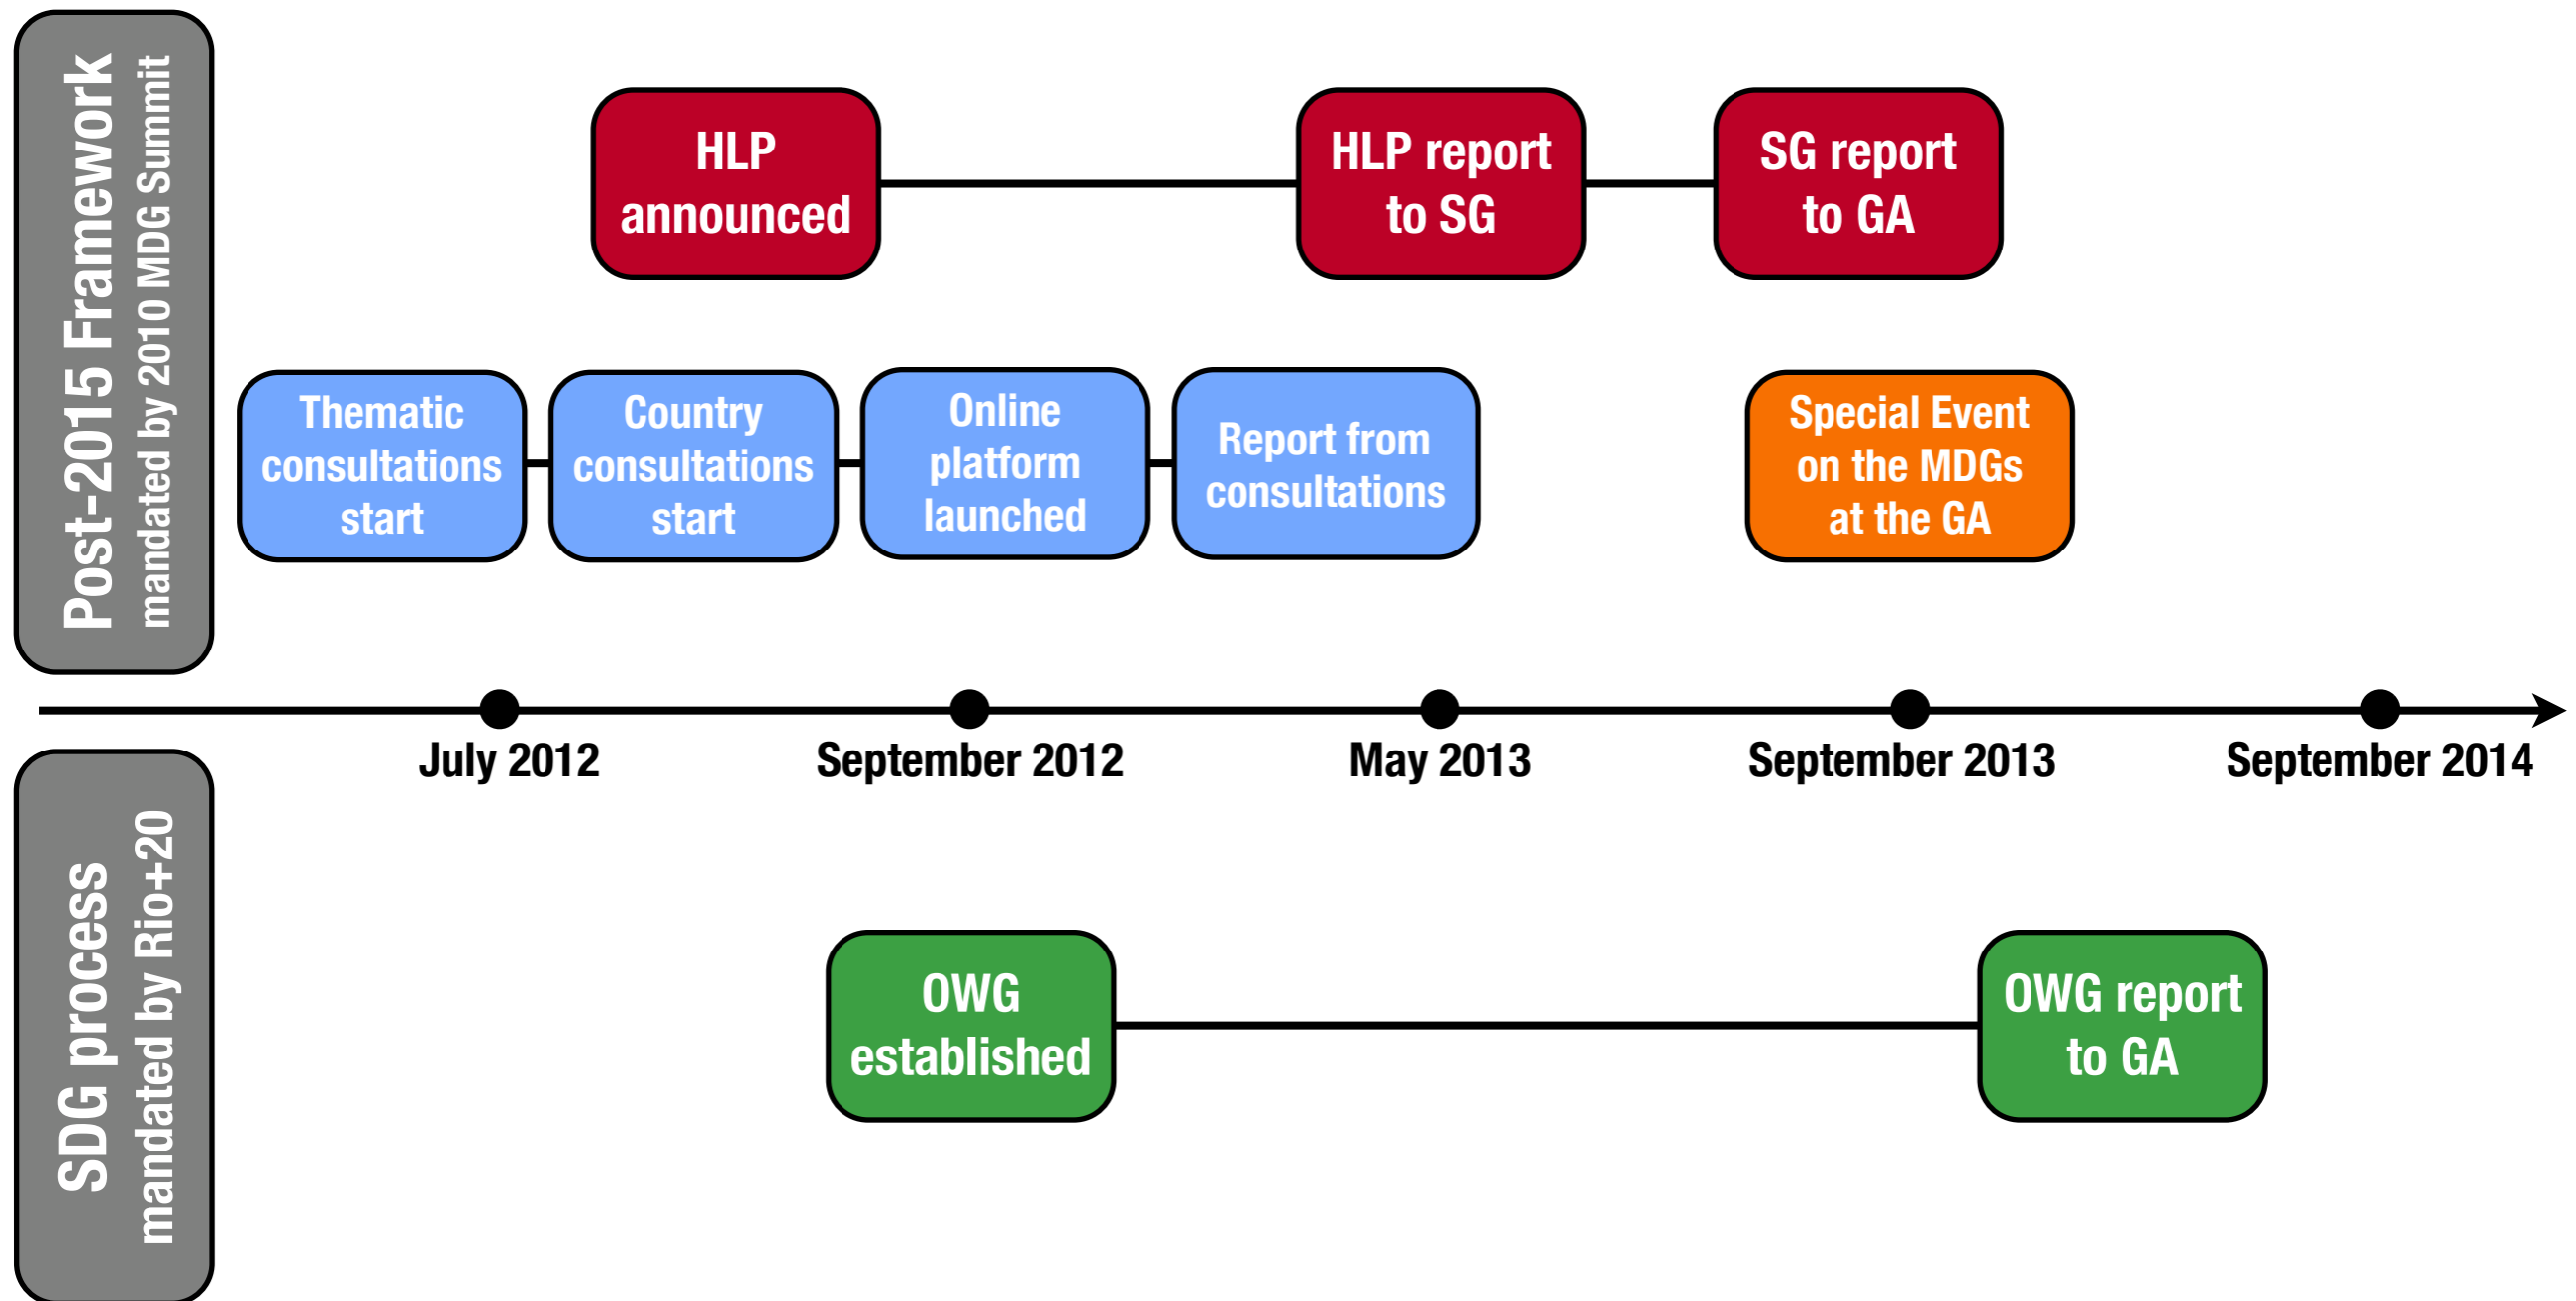 Post-2015 Framework
mandated by 2010 MDG Summit
HLP
announced
HLP report
to SG
SG report
to GA
Thematic
consultations
start
Country
consultations
start
Online
platform
launched
Report from
consultations
Special Event
on the MDGs
at the GA
July 2012
September 2012
May 2013
September 2013
September 2014
SDG process
mandated by Rio+20
OWG
established
OWG report
to GA